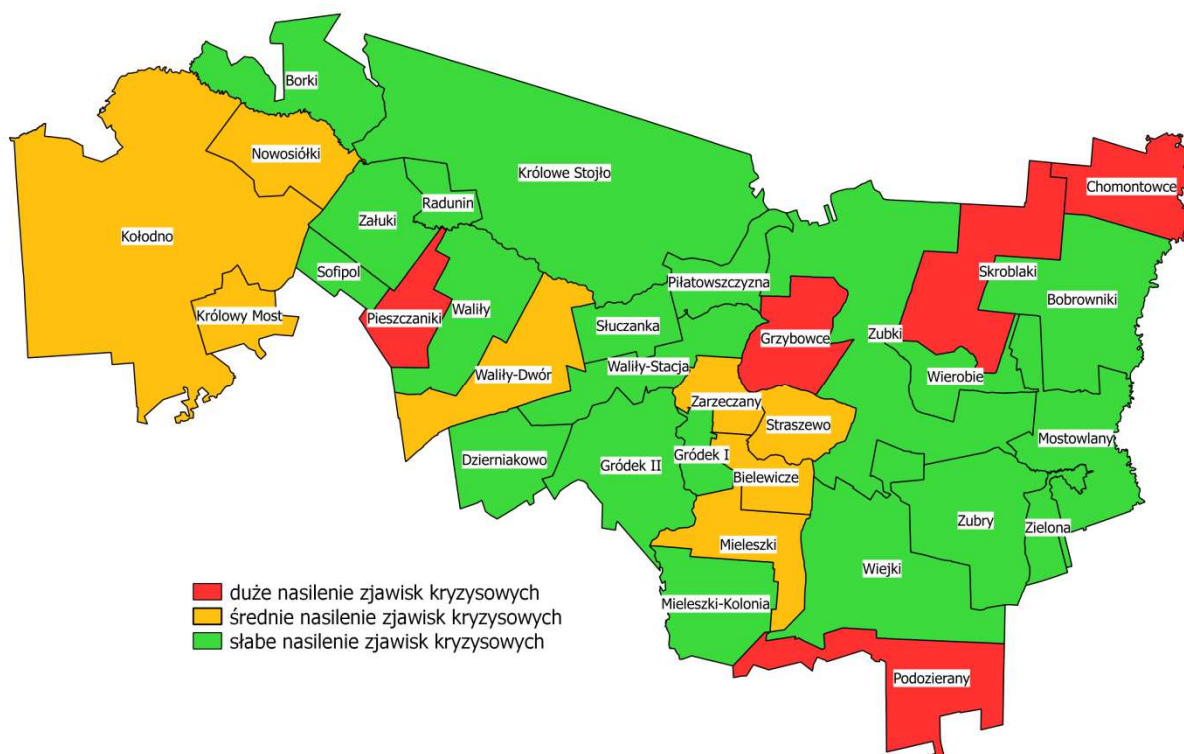 Borki
Nowosiółki
Królowe Stojło
Chomontowce
Radunin
Załuki
Kołodno
Sofipol
Skroblaki
Piłatowszczyzna
Bobrowniki
Królowy Most
Pieszczaniki
Waliły
Słuczanka
Grzybowce
Zubki
Waliły-Dwór
Waliły-Stacja
Wierobie
Zarzeczany
Straszewo
Mostowlany
Dzierniakowo
Gródek II
Gródek I
Bielewicze
Zubry
Zielona
Mieleszki
Wiejki
Mieleszki-Kolonia
Podozierany
duże nasilenie zjawisk kryzysowych
średnie nasilenie zjawisk kryzysowych
słabe nasilenie zjawisk kryzysowych